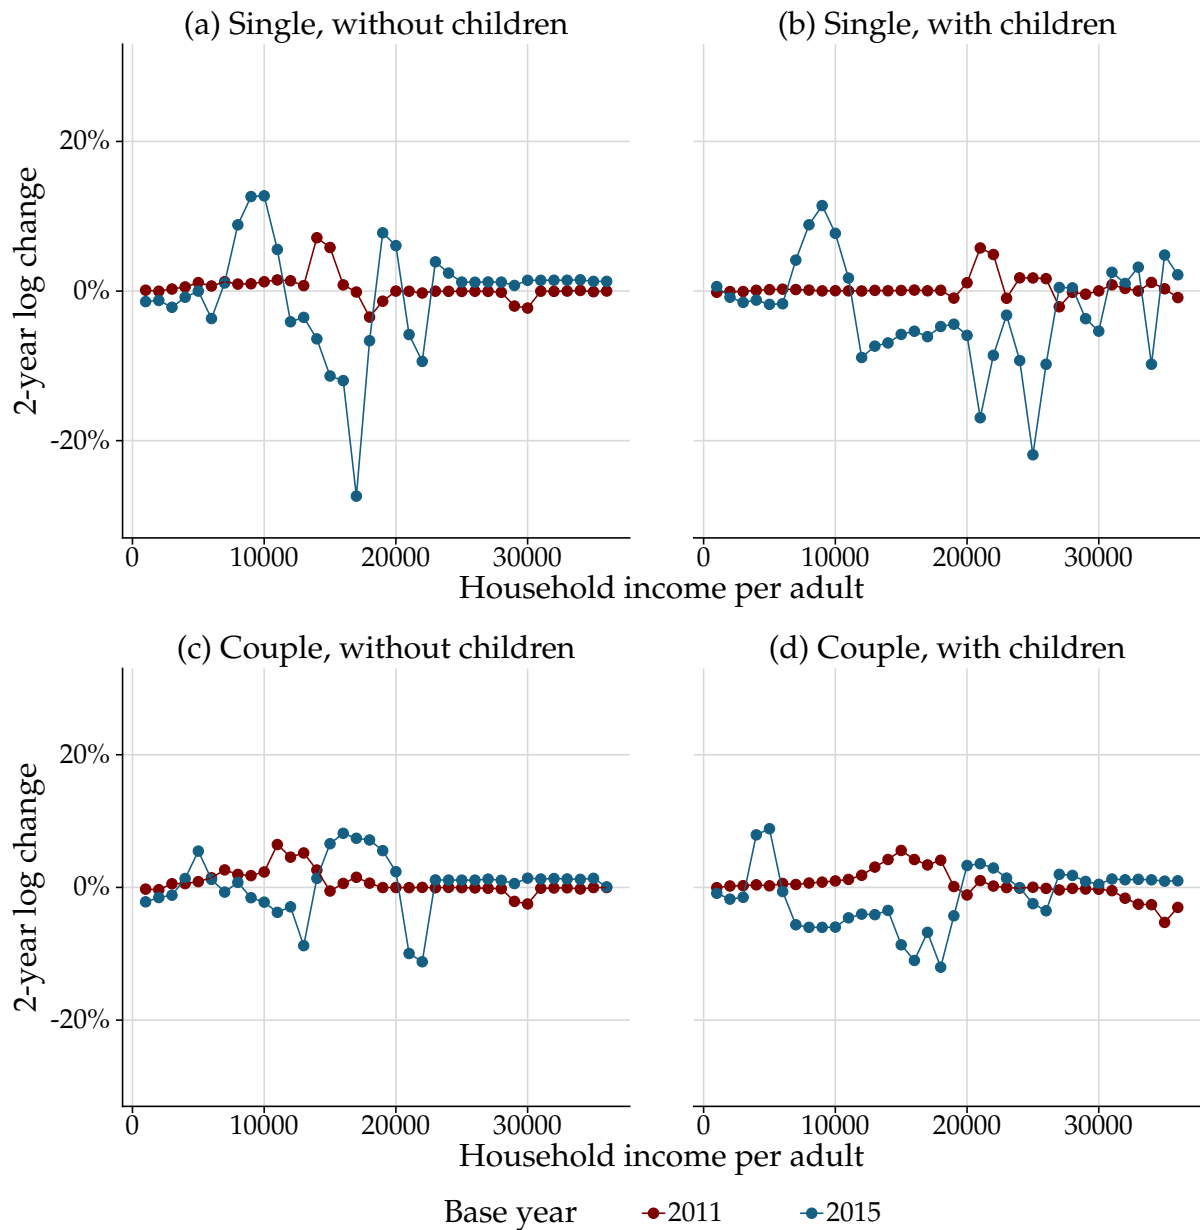 (a) Single, without children
(b) Single, with children
2-year log change
20%
0%
-20%
0 10000 20000 30000
0 10000 20000 30000
Household income per adult
(c) Couple, without children
(d) Couple, with children
2-year log change
20%
0%
-20%
0 10000 20000 30000
0 10000 20000 30000
Household income per adult
Base year 2011 2015